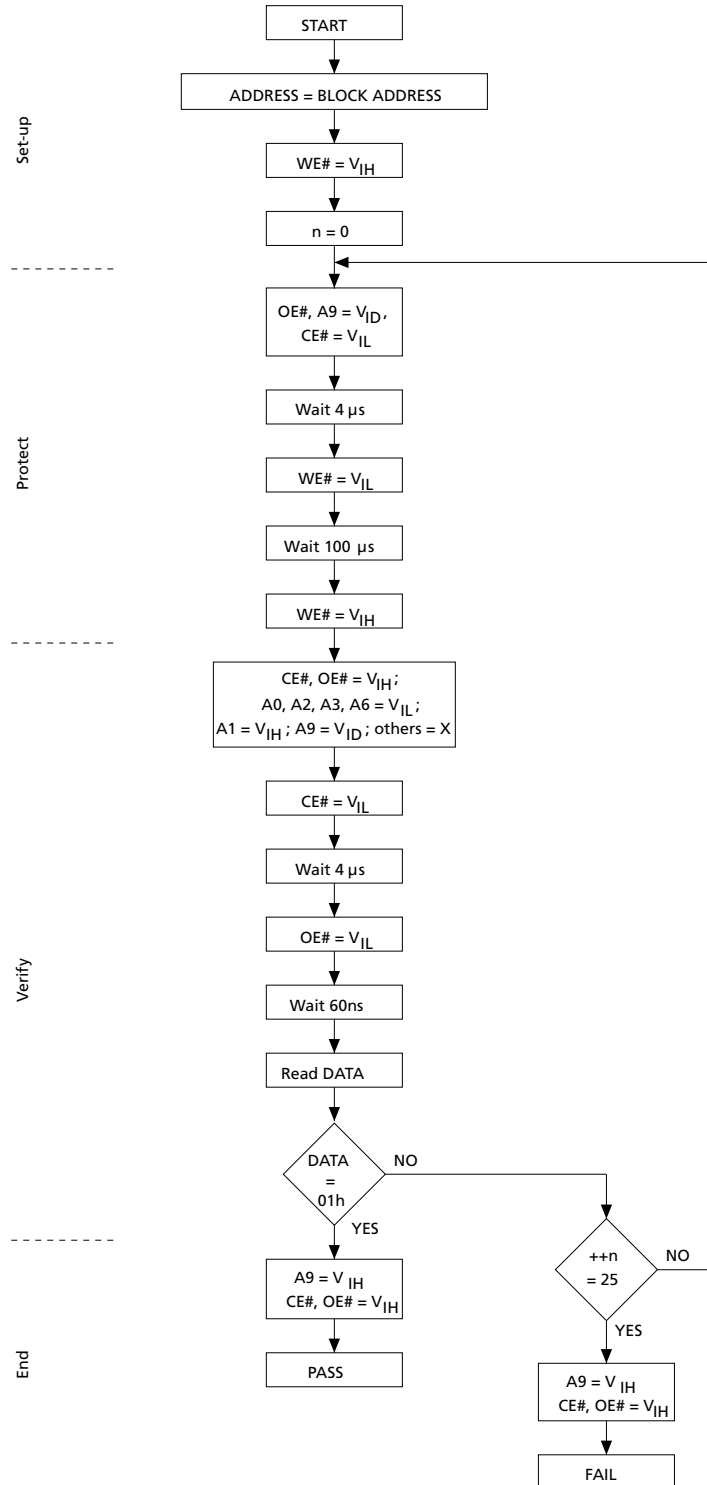 START
ADDRESS = BLOCK ADDRESS
Set-up
WE# = VIH
n = 0
OE#, A9 = VID,
CE# = VIL
Wait 4 µs
Protect
WE# = VIL
Wait 100 µs
WE# = VIH
CE#, OE# = VIH;
A0, A2, A3, A6 = VIL;
A1 = VIH; A9 = VID; others = X
CE# = VIL
Wait 4 µs
OE# = VIL
Verify
Wait 60ns
Read DATA
DATA
=
01h
NO
YES
++n
= 25
NO
YES
A9 = VIH
CE#, OE# = VIH
End
PASS
A9 = VIH
CE#, OE# = VIH
FAIL